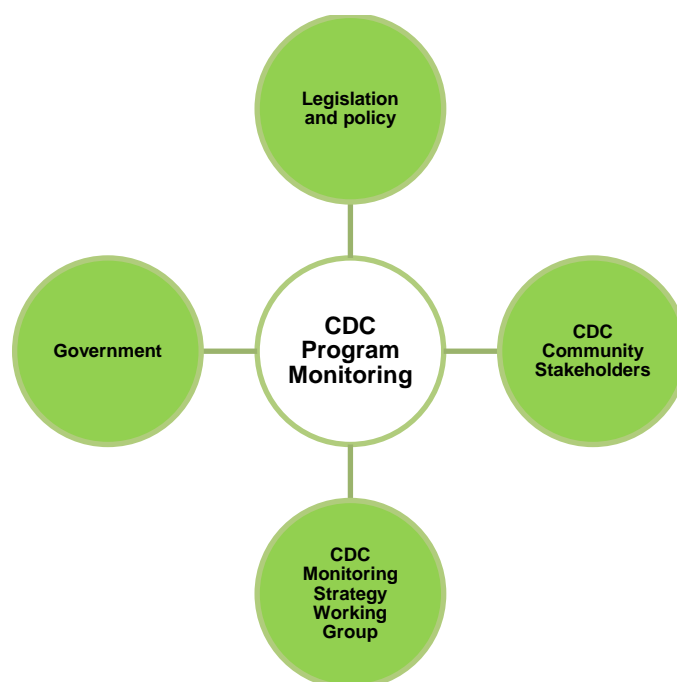 Legislation
and policy
Government
CDC
Program
Monitoring
CDC
Community
Stakeholders
CDC
Monitoring
Strategy
Working
Group